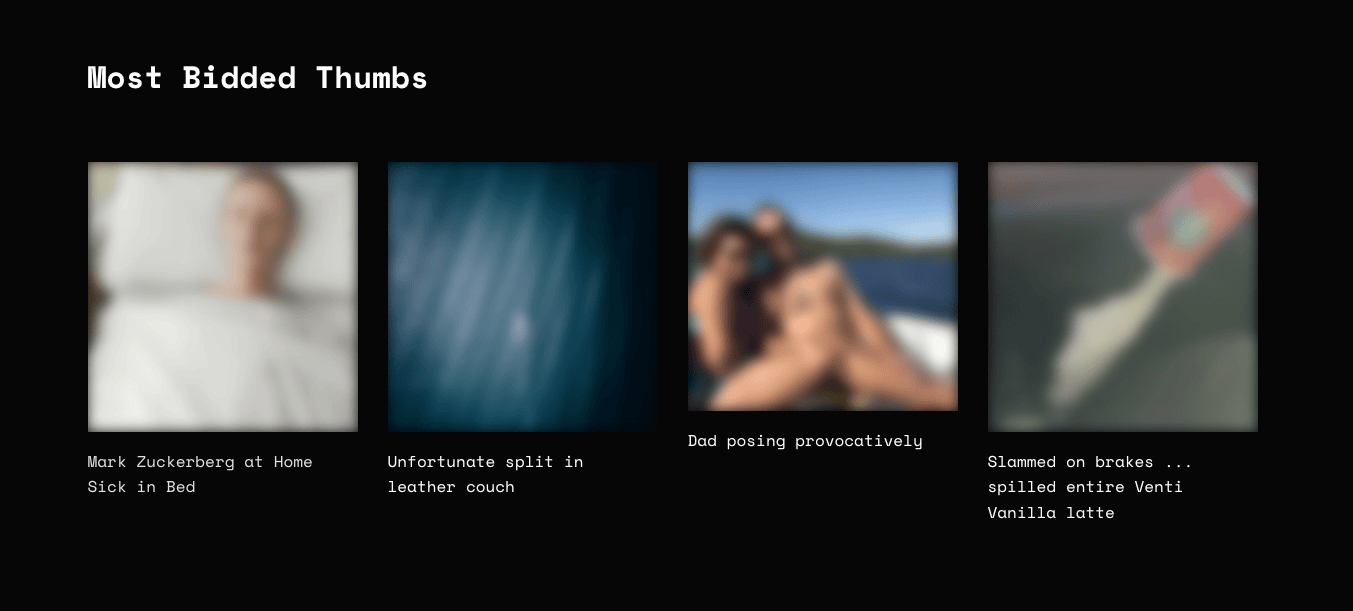 Most Bidded Thumbs
Mark Zuckerberg at Home
Sick in Bed
Unfortunate split in
leather couch
Dad posing provocatively
Slammed on brakes ...
spilled entire Venti
Vanilla latte